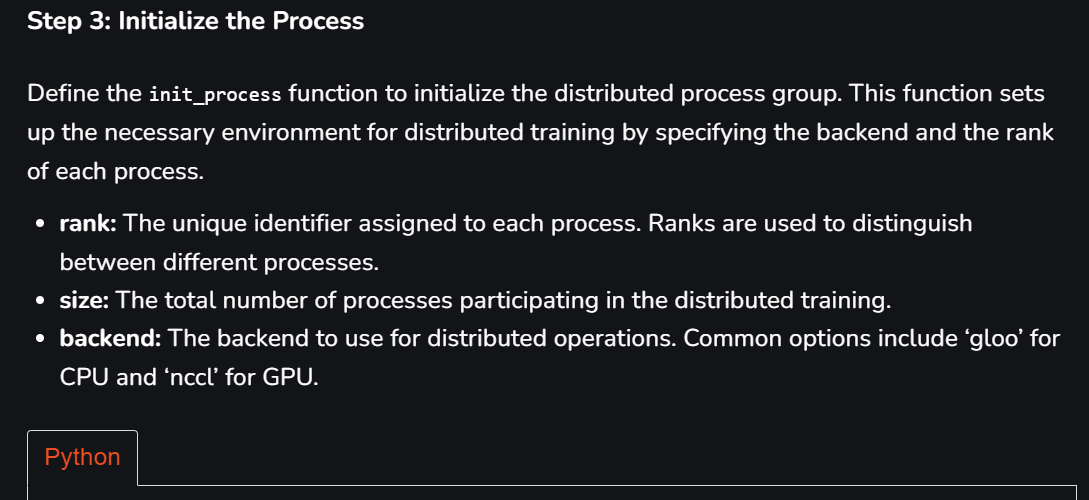 Step 3: Initialize the Process
Define the init_process function to initialize the distributed process group. This function sets
up the necessary environment for distributed training by specifying the backend and the rank
of each process.
• rank: The unique identifier assigned to each process. Ranks are used to distinguish
between different processes.
• size: The total number of processes participating in the distributed training.
• backend: The backend to use for distributed operations. Common options include ‘gloo’ for
CPU and ‘nccl’ for GPU.
Python